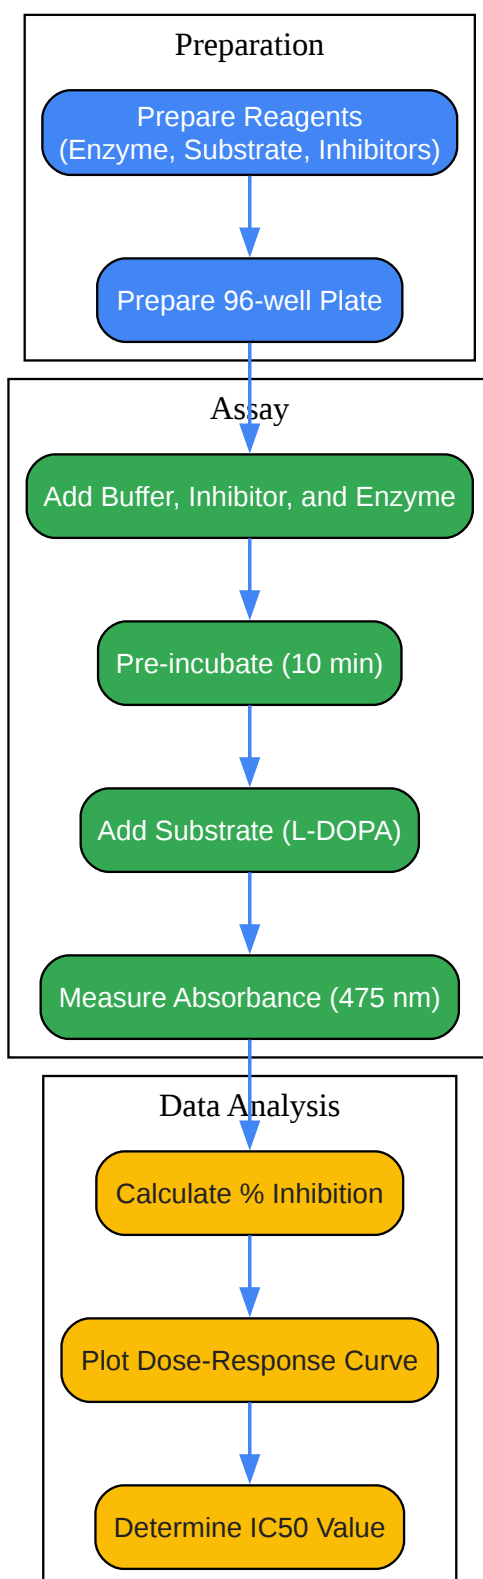 Preparation
Prepare Reagents
(Enzyme, Substrate, Inhibitors)
Prepare 96-well Plate
Assay
Add Buffer, Inhibitor, and Enzyme
Pre-incubate (10 min)
Add Substrate (L-DOPA)
Measure Absorbance (475 nm)
Data Analysis
Calculate % Inhibition
Plot Dose-Response Curve
Determine IC50 Value